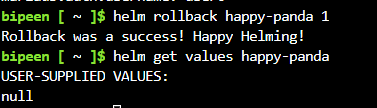 bipeen [ ~ ]$ helm rollback happy-panda 1
Rollback was a success! Happy Helming!
bipeen [ ~ ]$ helm get values happy-panda
USER-SUPPLIED VALUES:
null